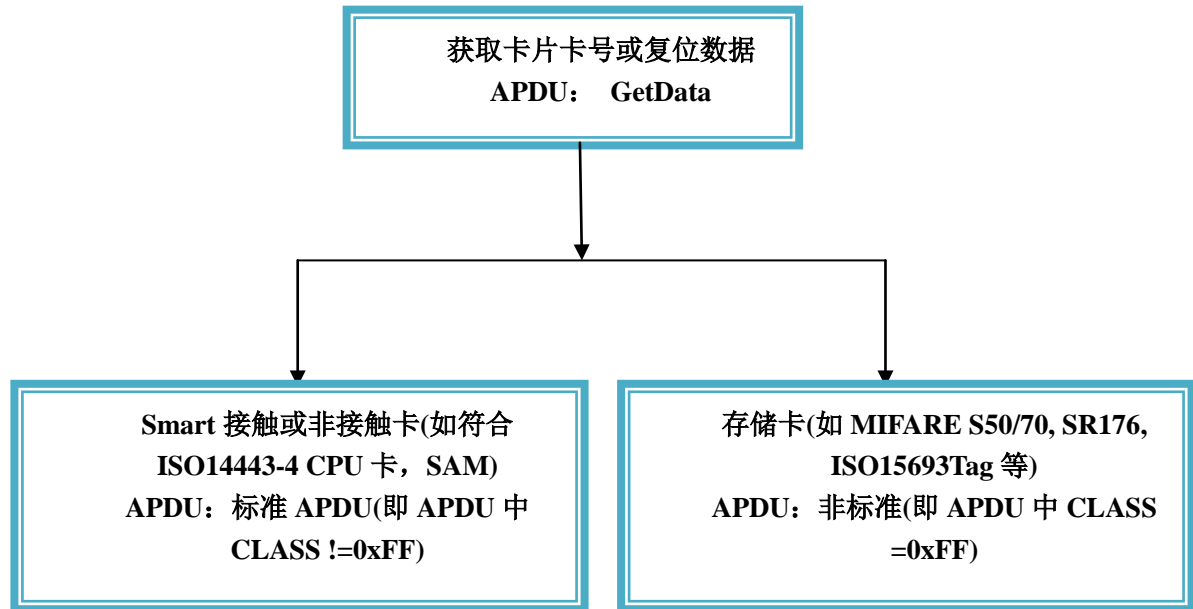 获取卡片卡号或复位数据
APDU： GetData
Smart 接触或非接触卡(如符合
ISO14443-4 CPU 卡，SAM)
APDU：标准 APDU(即 APDU 中
CLASS !=0xFF)
存储卡(如 MIFARE S50/70, SR176,
ISO15693Tag 等)
APDU：非标准(即 APDU 中 CLASS
=0xFF)